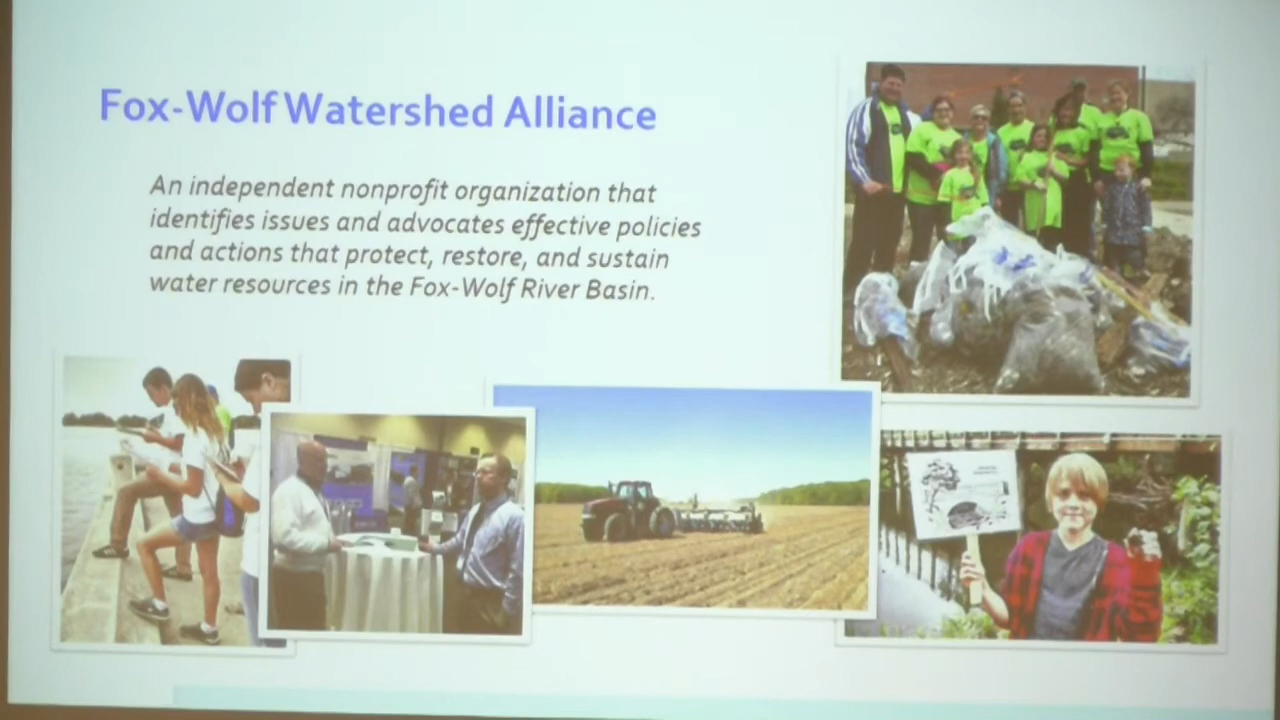 Fox-Wolf Watershed Alliance
An independent nonprofit organization that
identifies issues and advocates effective policies
and actions that protect, restore, and sustain
water resources in the Fox-Wolf River Basin.